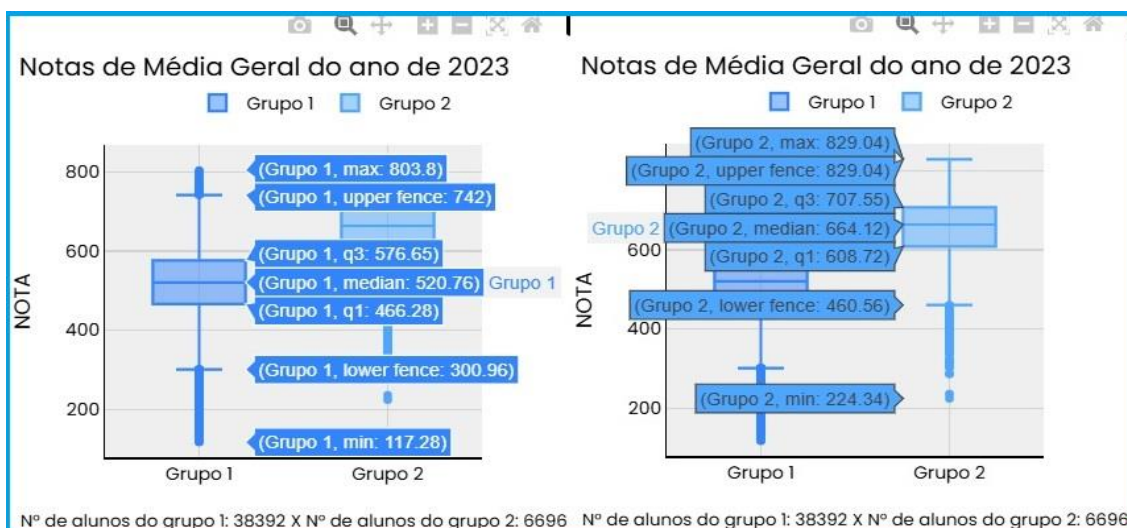 Notas de Média Geral do ano de 2023
Grupo 1 Grupo 2
800
600
400
200
NOTA
(Grupo 1, max: 803.8)
(Grupo 1, upper fence: 742)
(Grupo 1, q3: 576.65)
(Grupo 1, median: 520.76) Grupo 1
(Grupo 1, q1: 466.28)
(Grupo 1, lower fence: 300.96)
(Grupo 1, min: 117.28)
Grupo 1 Grupo 2
Nº de alunos do grupo 1: 38392 X Nº de alunos do grupo 2: 6696
Notas de Média Geral do ano de 2023
Grupo 1 Grupo 2
600
400
200
NOTA
(Grupo 2, max: 829.04)
(Grupo 2, upper fence: 829.04)
(Grupo 2, q3: 707.55)
Grupo 2 (Grupo 2, median: 664.12)
(Grupo 2, q1: 608.72)
(Grupo 2, lower fence: 460.56)
(Grupo 2, min: 224.34)
Grupo 1 Grupo 2
Nº de alunos do grupo 1: 38392 X Nº de alunos do grupo 2: 6696